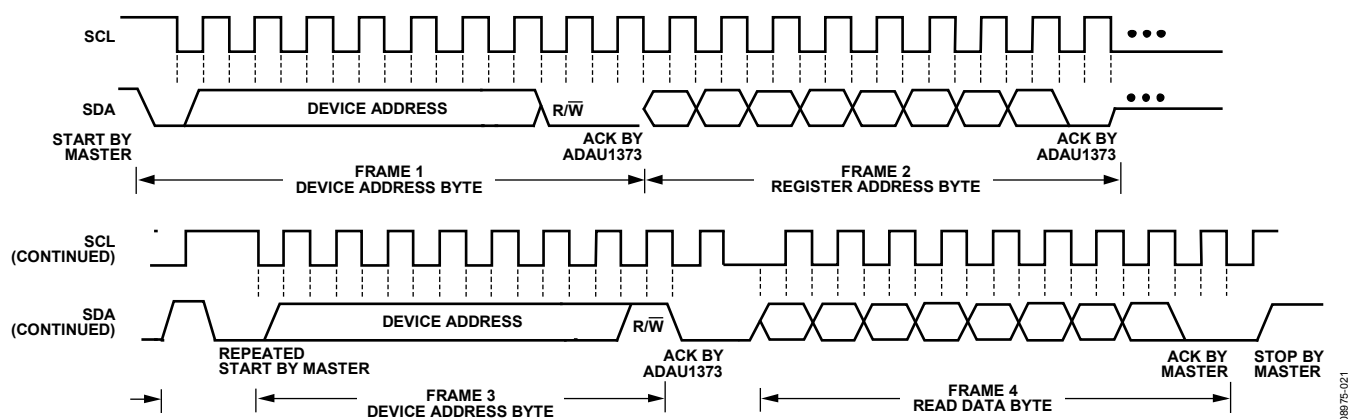 SCL
SDA
DEVICE ADDRESS
R/W̅
START BY
MASTER
ACK BY
ADAU1373
ACK BY
ADAU1373
FRAME 1
DEVICE ADDRESS BYTE
FRAME 2
REGISTER ADDRESS BYTE
SCL
(CONTINUED)
SDA
(CONTINUED)
DEVICE ADDRESS
R/W̅
REPEATED
START BY MASTER
ACK BY
ADAU1373
ACK BY
MASTER
STOP BY
MASTER
FRAME 3
DEVICE ADDRESS BYTE
FRAME 4
READ DATA BYTE
08975-021